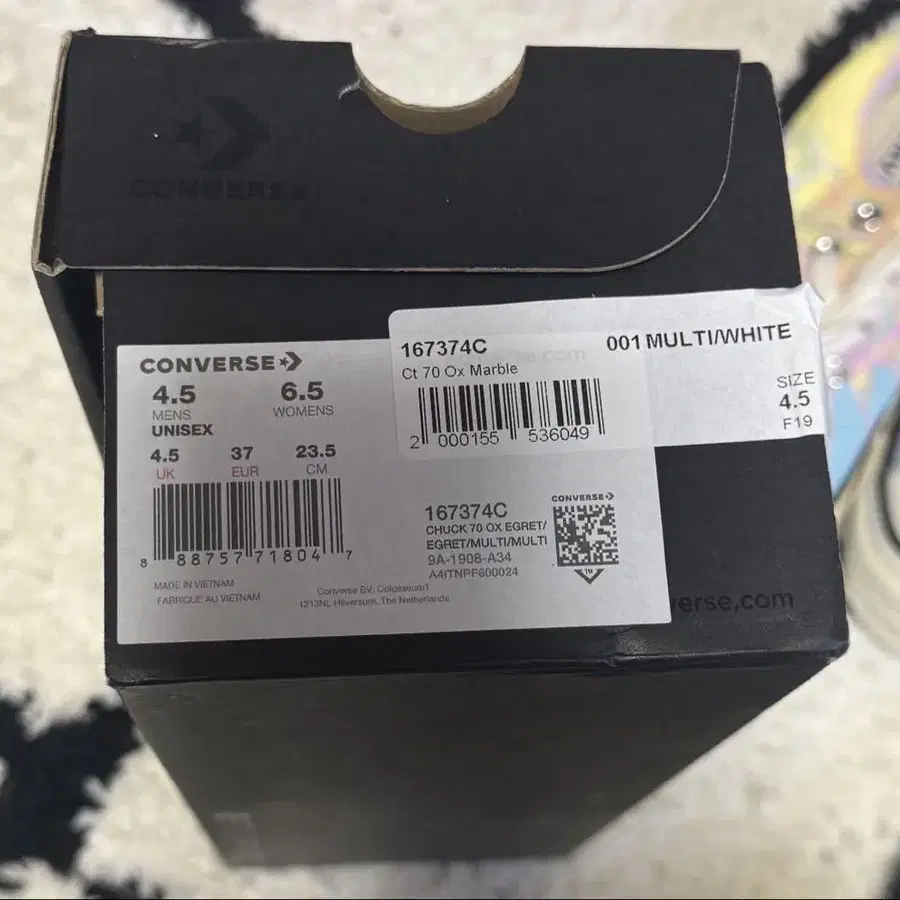 CONVERSE
167374C 001 MULTI/WHITE
Ct 70 Ox Marble
SIZE
4.5
F19
2 000155 536049
CONVERSE
4.5 6.5
MENS WOMENS
UNISEX
4.5 37 23.5
UK EUR CM
8 88757 71804 7
MADE IN VIETNAM
FABRIQUE AU VIETNAM
CONVERSE
167374C
CHUCK 70 OX EGRET/
EGRET/MULTI/MULTI
9A-1908-A34
A4ITNPF600024
Converse BV, Colosseum1
1213NL Hilversum, The Netherlands
verse.com